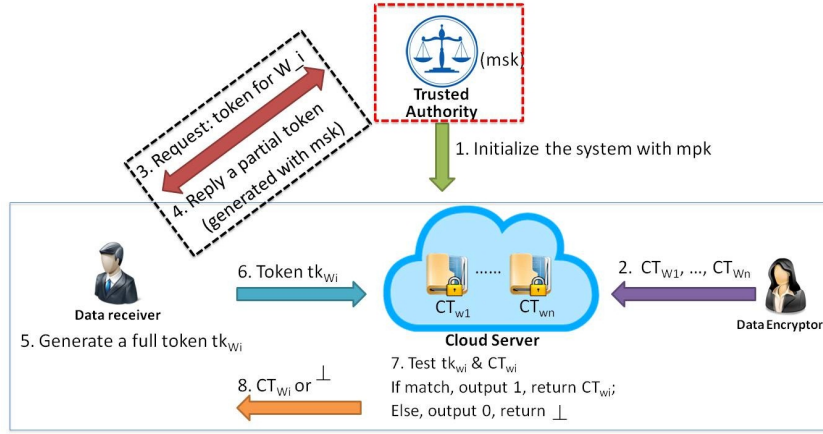 (msk)
Trusted
Authority
3. Request: token for W_i
4. Reply a partial token
(generated with msk)
1. Initialize the system with mpk
6. Token tk_Wi
CT_w1
......
CT_wn
2. CT_W1, ..., CT_Wn
Data receiver
Data Encryptor
5. Generate a full token tk_Wi
Cloud Server
7. Test tk_wi & CT_wi
If match, output 1, return CT_wi;
Else, output 0, return ⊥
8. CT_Wi or ⊥